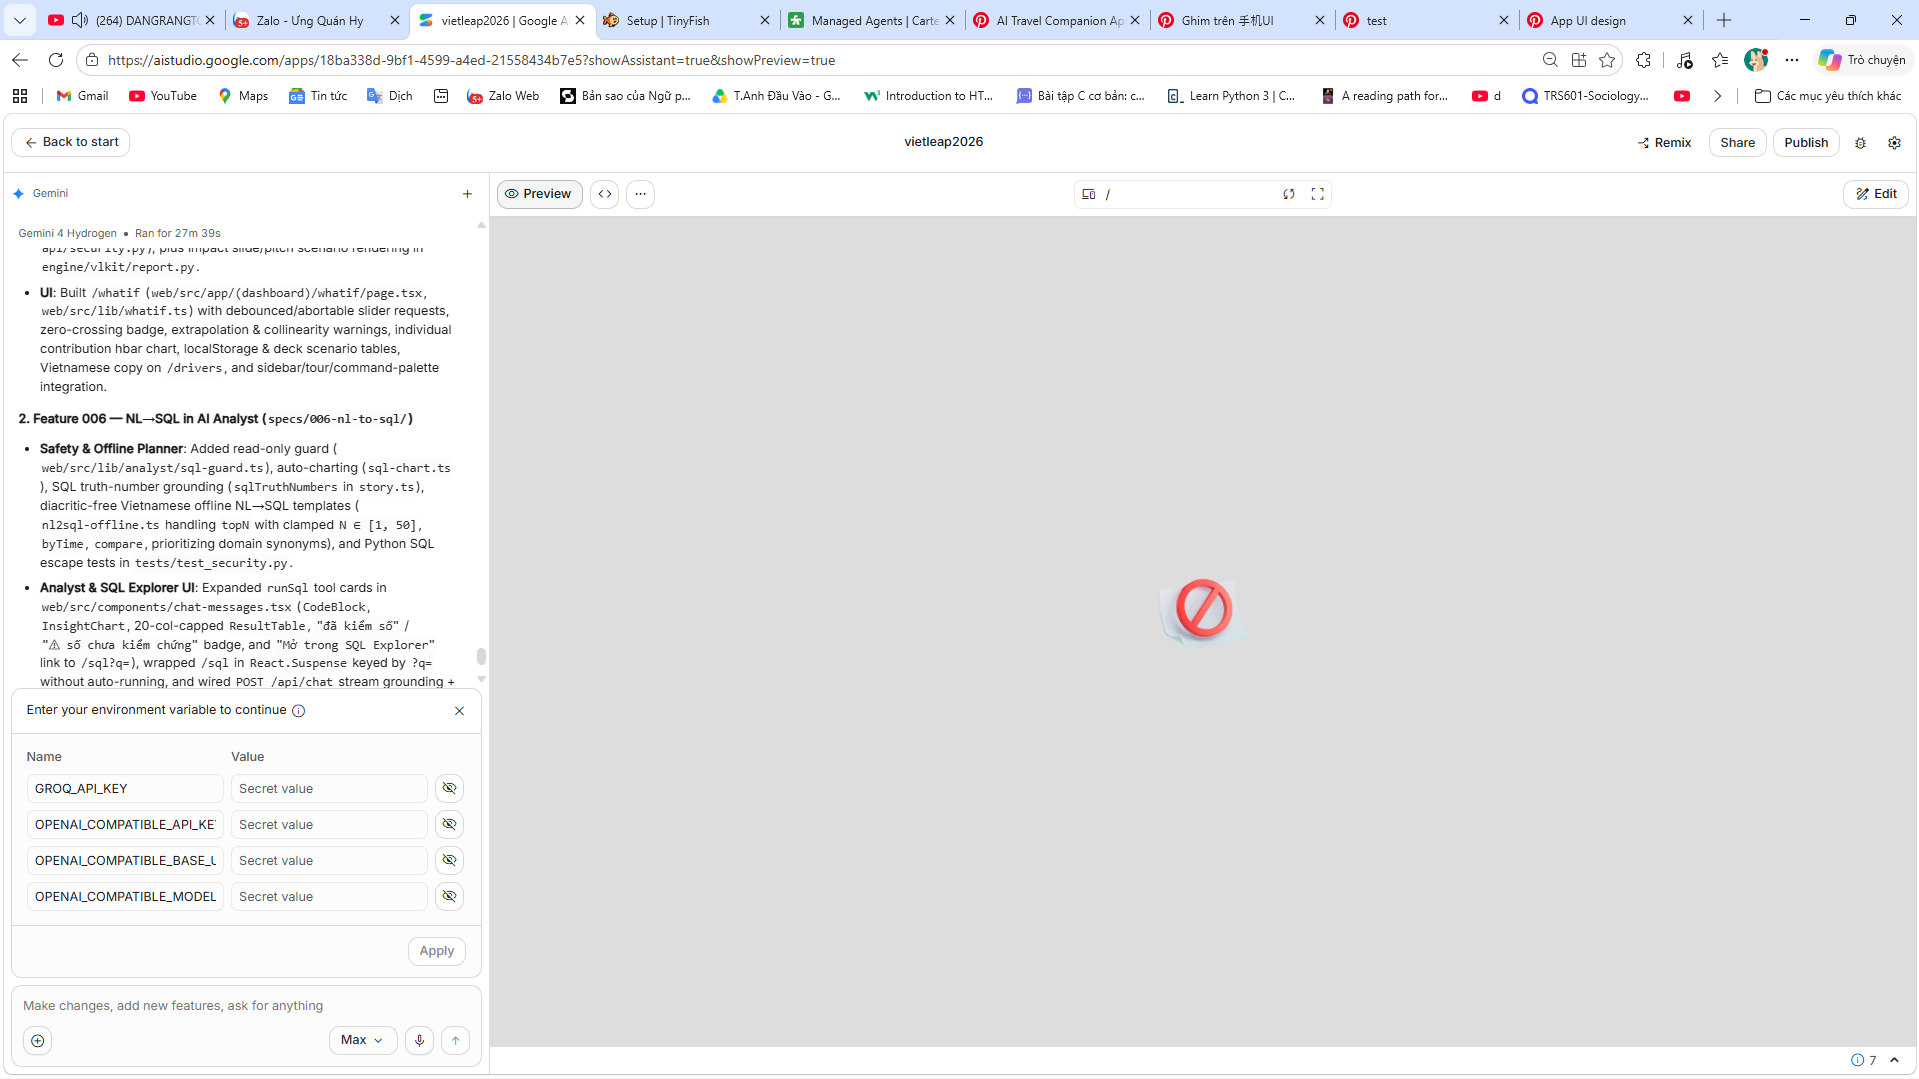 (264) DANGRANGTO
Zalo - Ưng Quán Hy
vietleap2026 | Google AI
Setup | TinyFish
Managed Agents | Carte
AI Travel Companion Ap
Ghim trên 手机UI
test
App UI design
https://aistudio.google.com/apps/18ba338d-9bf1-4599-a4ed-21558434b7e5?showAssistant=true&showPreview=true
Trò chuyện
Gmail
YouTube
Maps
Tin tức
Dịch
Zalo Web
Bản sao của Ngữ p...
T.Anh Đầu Vào - G...
Introduction to HT...
Bài tập C cơ bản: c...
Learn Python 3 | C...
A reading path for...
d
TRS601-Sociology...
Các mục yêu thích khác
Back to start
vietleap2026
Remix
Share
Publish
Gemini
Preview
/
Edit
Gemini 4 Hydrogen • Ran for 27m 39s
api/security.py), plus impact slide/pitch scenario rendering in
engine/vlkit/report.py.
• UI: Built /whatif (web/src/app/(dashboard)/whatif/page.tsx,
web/src/lib/whatif.ts) with debounced/abortable slider requests,
zero-crossing badge, extrapolation & collinearity warnings, individual
contribution hbar chart, localStorage & deck scenario tables,
Vietnamese copy on /drivers, and sidebar/tour/command-palette
integration.
2. Feature 006 — NL→SQL in AI Analyst (specs/006-nl-to-sql/)
• Safety & Offline Planner: Added read-only guard (
web/src/lib/analyst/sql-guard.ts), auto-charting (sql-chart.ts
), SQL truth-number grounding (sqlTruthNumbers in story.ts),
diacritic-free Vietnamese offline NL→SQL templates (
nl2sql-offline.ts handling topN with clamped N ∈ [1, 50],
byTime, compare, prioritizing domain synonyms), and Python SQL
escape tests in tests/test_security.py.
• Analyst & SQL Explorer UI: Expanded runSql tool cards in
web/src/components/chat-messages.tsx (CodeBlock,
InsightChart, 20-col-capped ResultTable, "đã kiểm số" /
"⚠ số chưa kiểm chứng" badge, and "Mở trong SQL Explorer"
link to /sql?q=), wrapped /sql in React.Suspense keyed by ?q=
without auto-running, and wired POST /api/chat stream grounding +
Enter your environment variable to continue
Name
Value
GROQ_API_KEY
Secret value
OPENAI_COMPATIBLE_API_KE
Secret value
OPENAI_COMPATIBLE_BASE_U
Secret value
OPENAI_COMPATIBLE_MODEL
Secret value
Apply
Make changes, add new features, ask for anything
Max
7